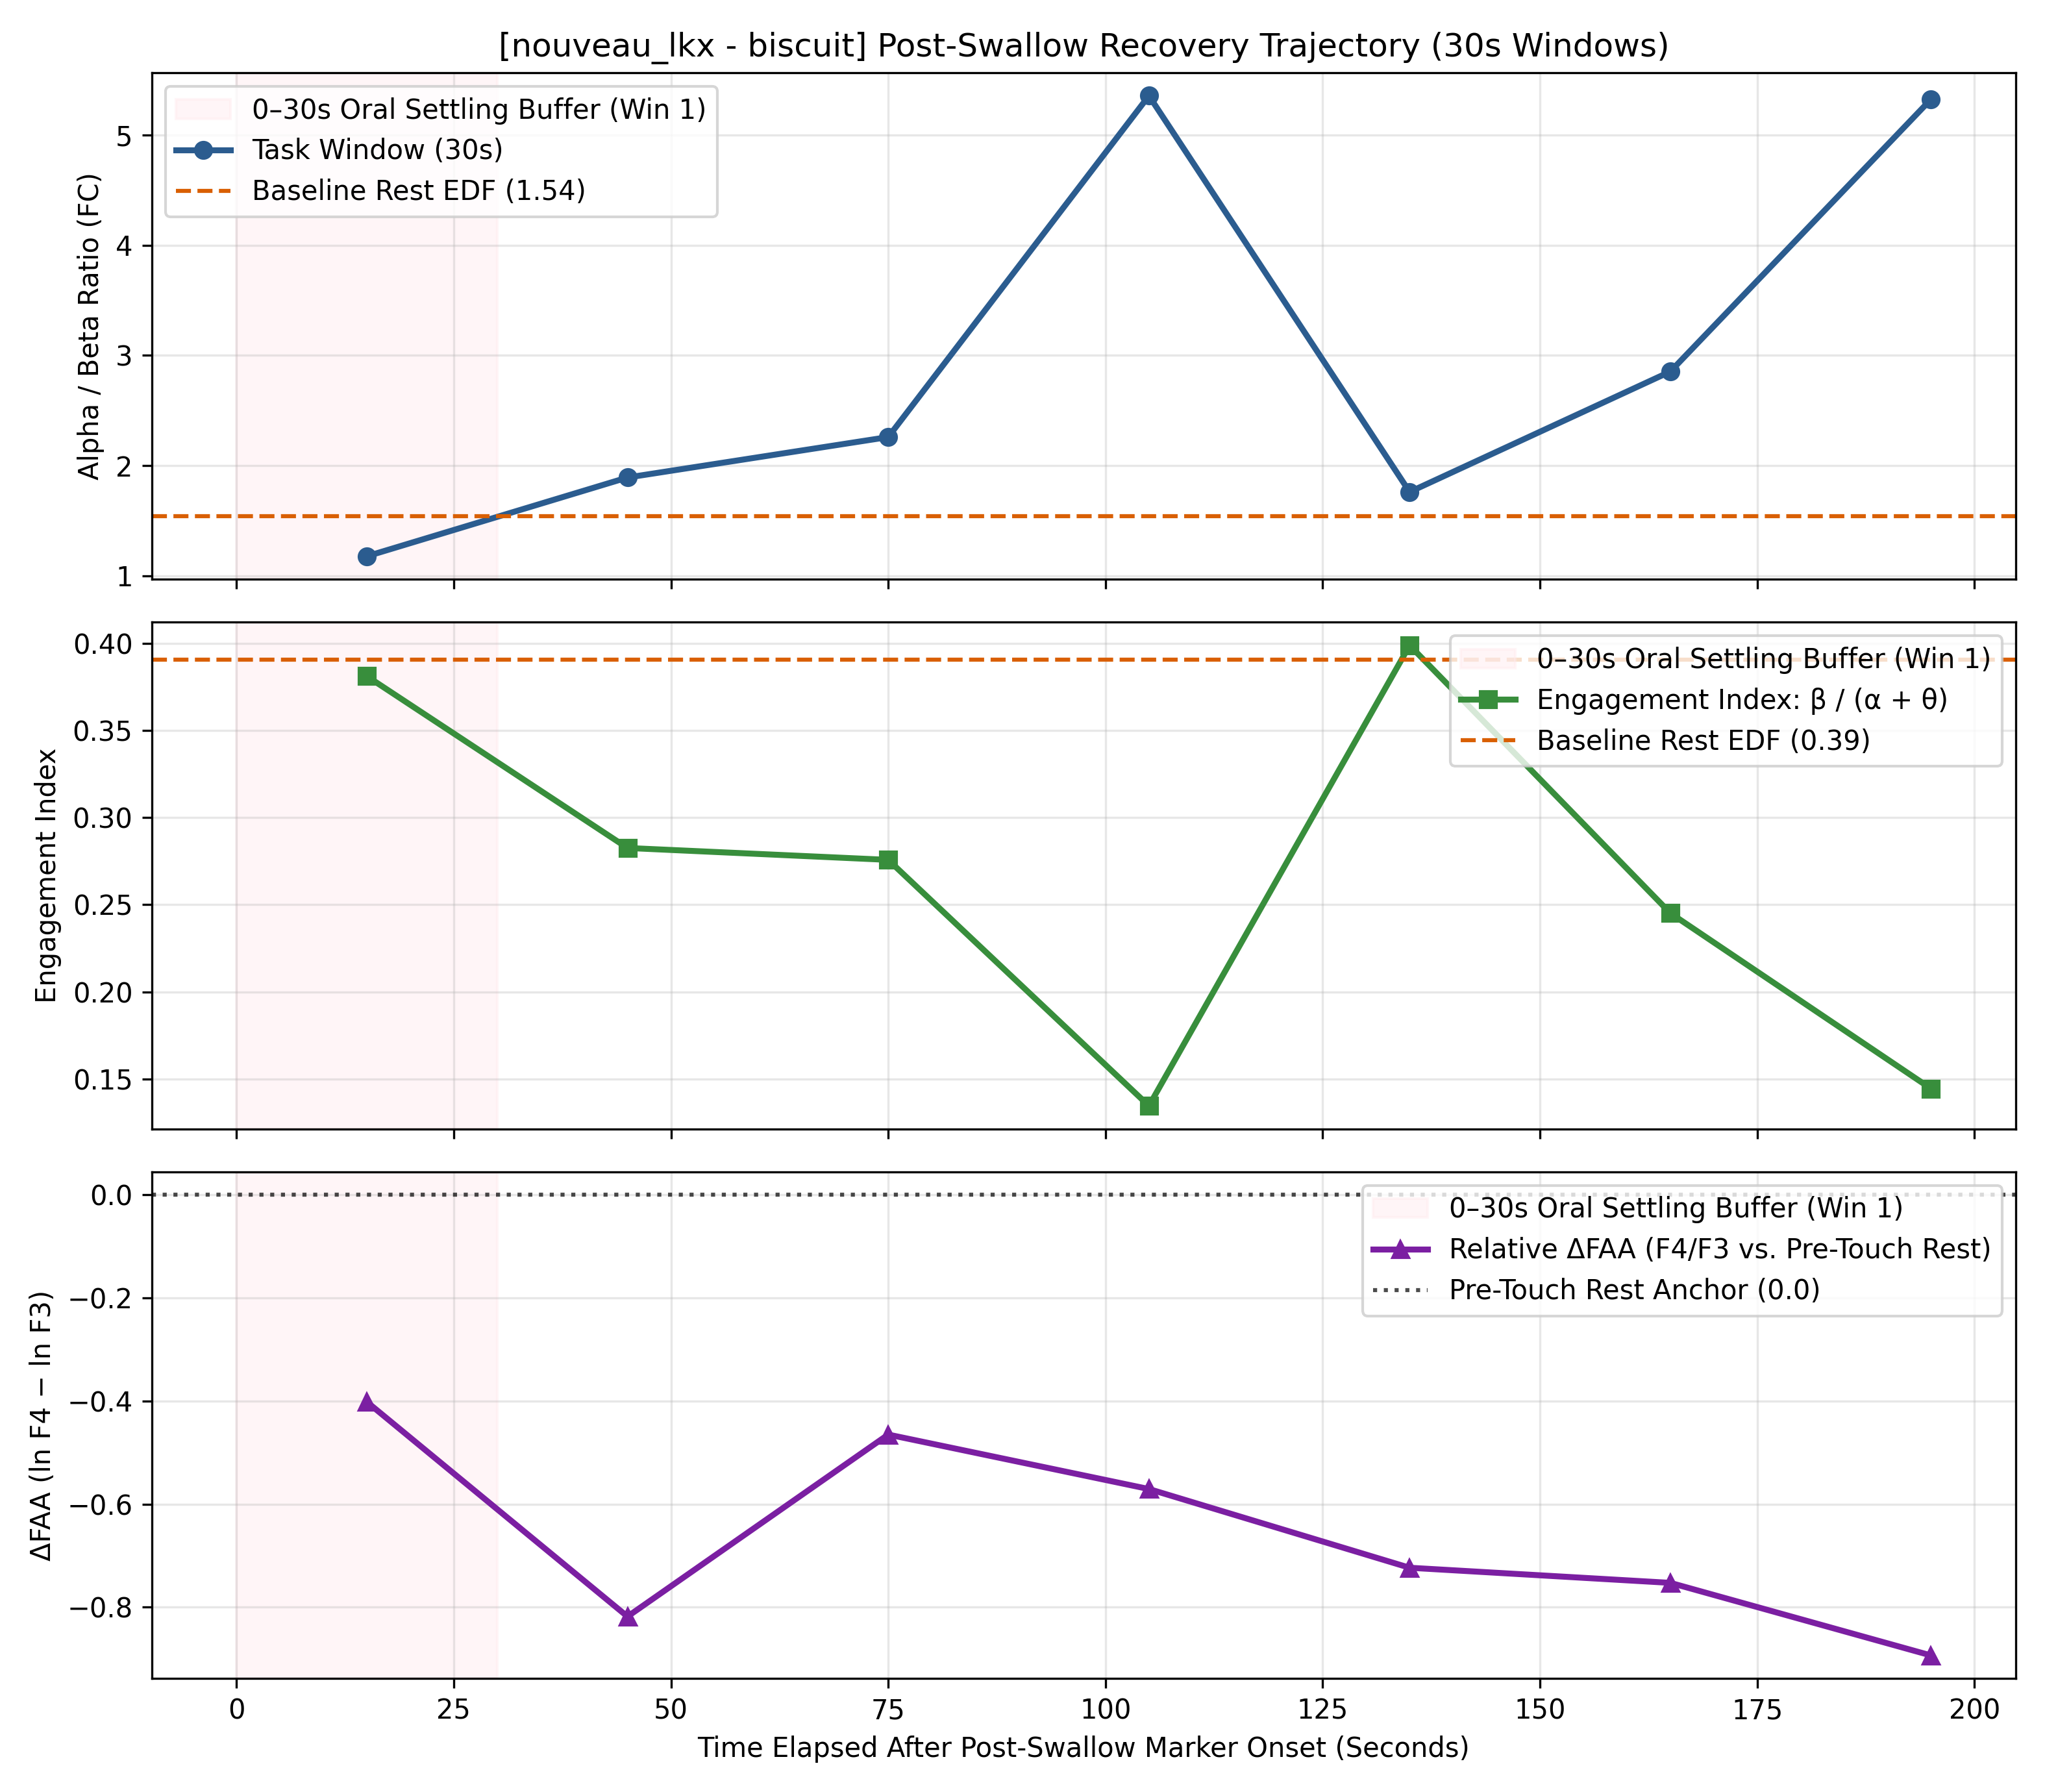 [nouveau_lkx - biscuit] Post-Swallow Recovery Trajectory (30s Windows)
0–30s Oral Settling Buffer (Win 1)
Task Window (30s)
Baseline Rest EDF (1.54)
Alpha / Beta Ratio (FC)
5
4
3
2
1
0–30s Oral Settling Buffer (Win 1)
Engagement Index: β / (α + θ)
Baseline Rest EDF (0.39)
Engagement Index
0.40
0.35
0.30
0.25
0.20
0.15
0–30s Oral Settling Buffer (Win 1)
Relative ΔFAA (F4/F3 vs. Pre-Touch Rest)
Pre-Touch Rest Anchor (0.0)
ΔFAA (ln F4 − ln F3)
0.0
−0.2
−0.4
−0.6
−0.8
0 25 50 75 100 125 150 175 200
Time Elapsed After Post-Swallow Marker Onset (Seconds)